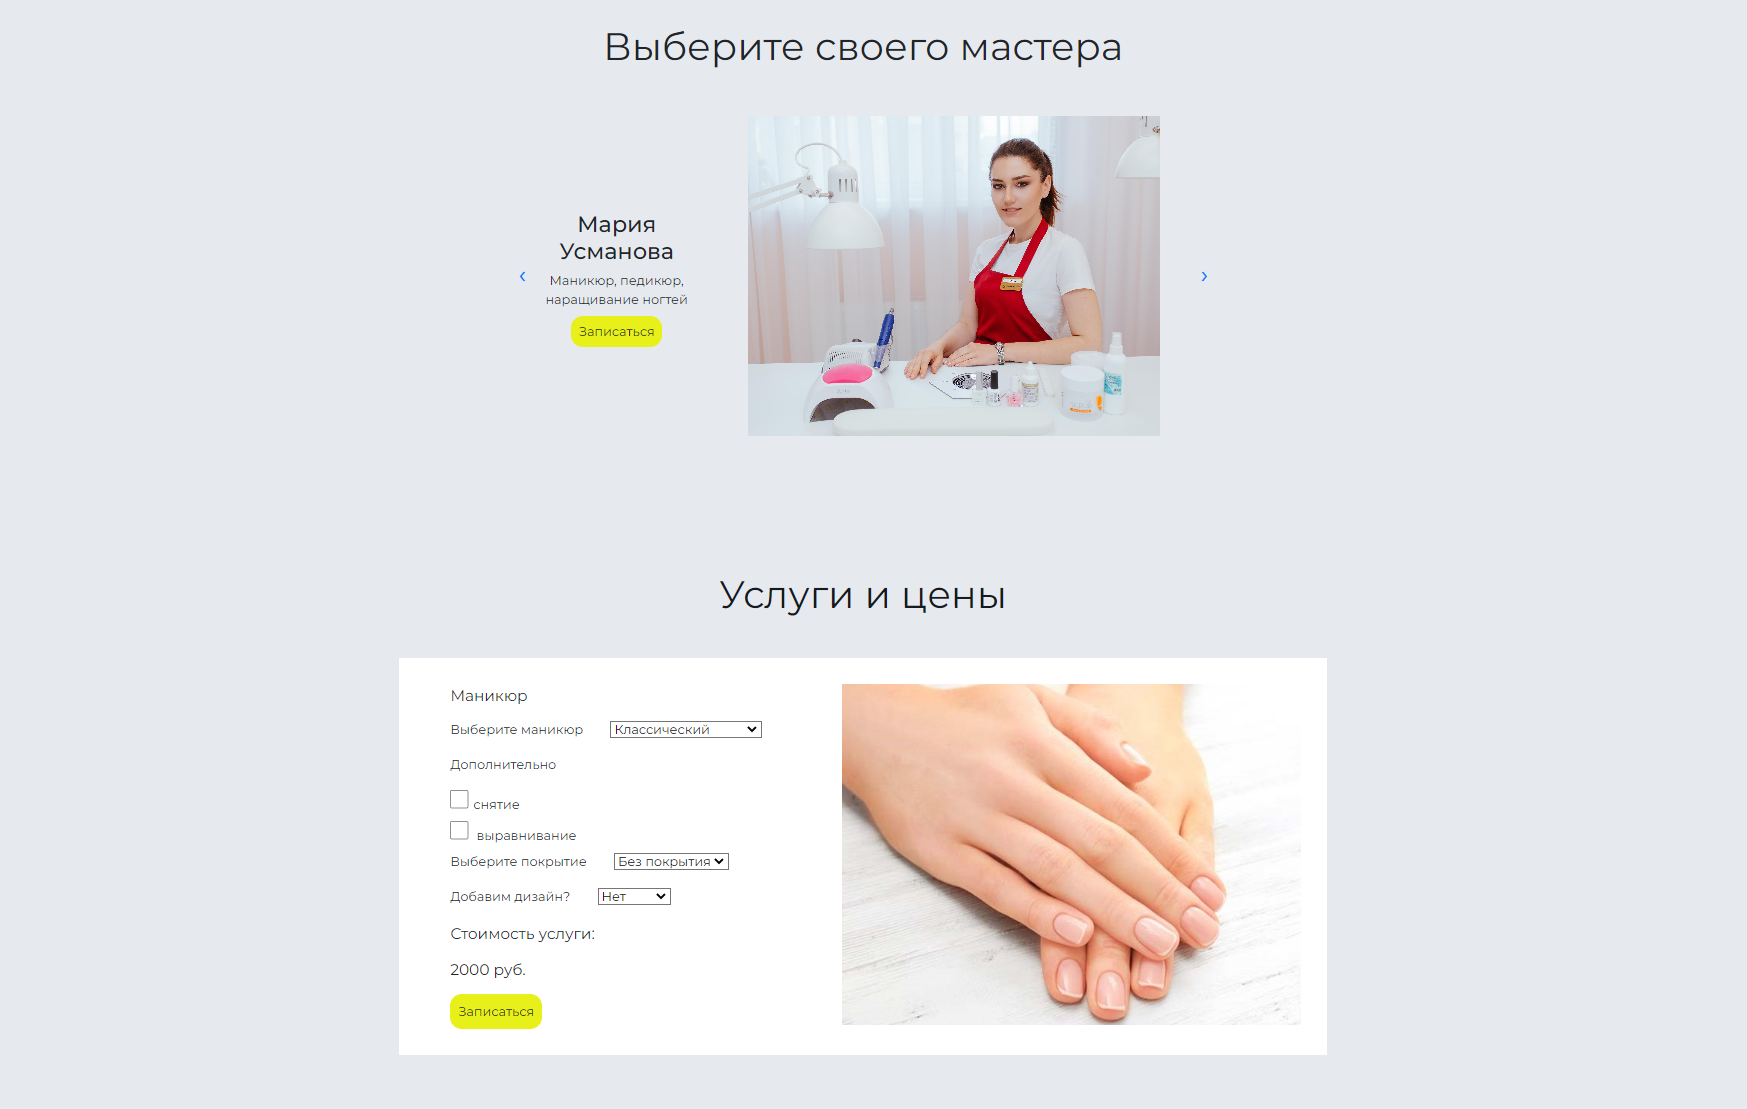 Выберите своего мастера
Мария
Усманова
Маникюр, педикюр,
наращивание ногтей
Записаться
Услуги и цены
Маникюр
Выберите маникюр Классический
Дополнительно
снятие
выравнивание
Выберите покрытие Без покрытия
Добавим дизайн? Нет
Стоимость услуги:
2000 руб.
Записаться